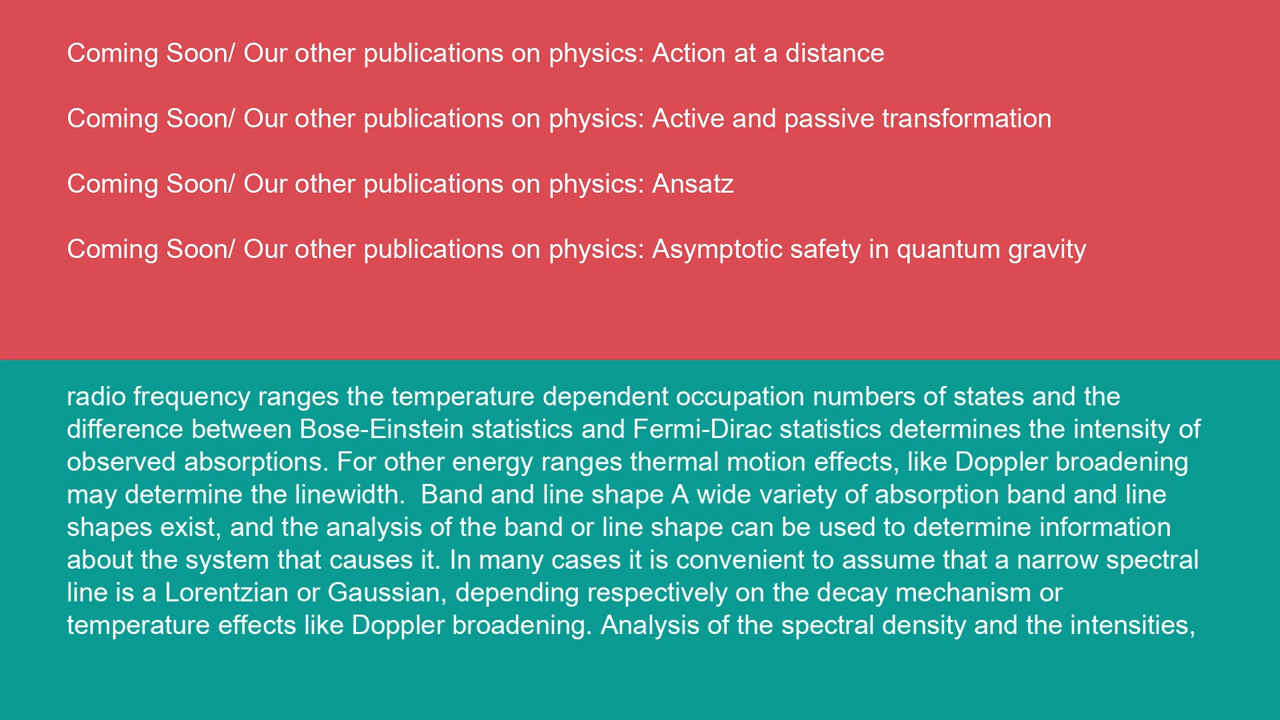 Coming Soon/ Our other publications on physics: Action at a distance
Coming Soon/ Our other publications on physics: Active and passive transformation
Coming Soon/ Our other publications on physics: Ansatz
Coming Soon/ Our other publications on physics: Asymptotic safety in quantum gravity
radio frequency ranges the temperature dependent occupation numbers of states and the
difference between Bose-Einstein statistics and Fermi-Dirac statistics determines the intensity of
observed absorptions. For other energy ranges thermal motion effects, like Doppler broadening
may determine the linewidth.  Band and line shape A wide variety of absorption band and line
shapes exist, and the analysis of the band or line shape can be used to determine information
about the system that causes it. In many cases it is convenient to assume that a narrow spectral
line is a Lorentzian or Gaussian, depending respectively on the decay mechanism or
temperature effects like Doppler broadening. Analysis of the spectral density and the intensities,